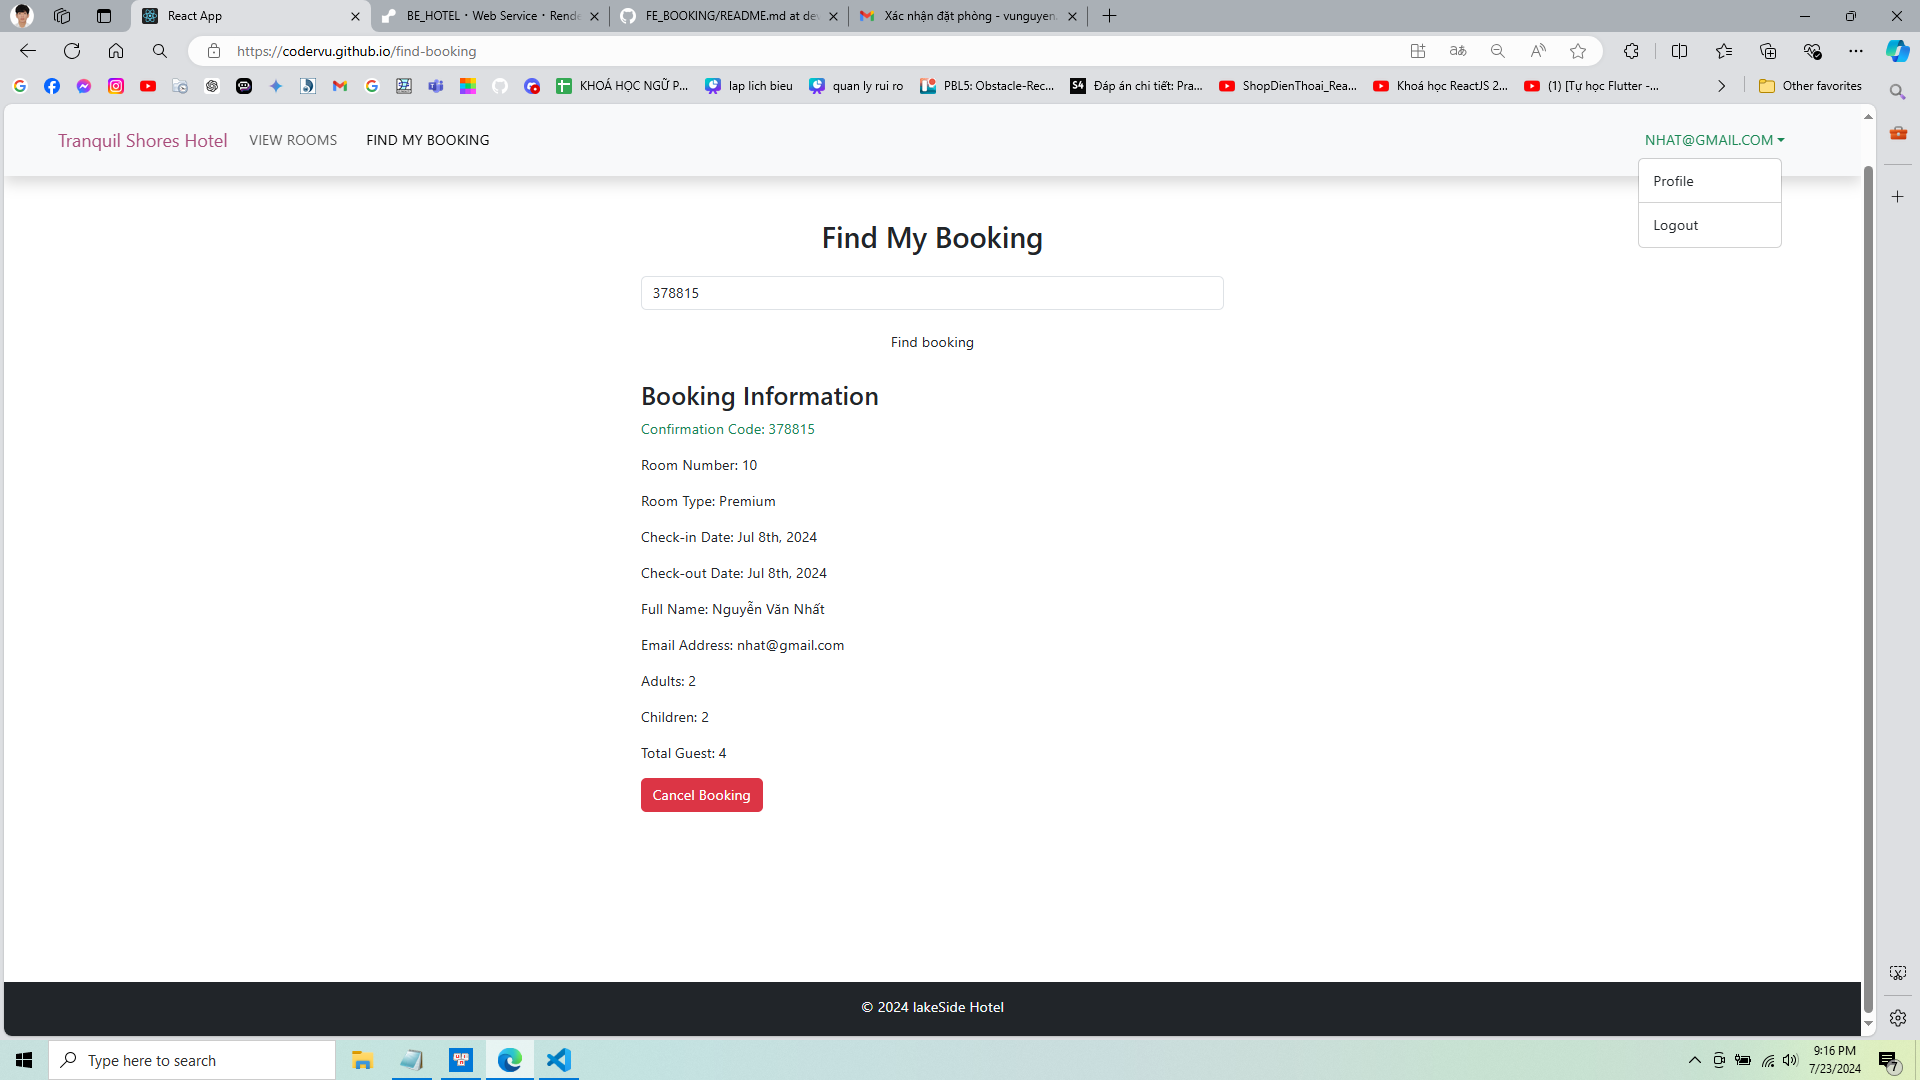 React App
BE_HOTEL · Web Service · Rende
FE_BOOKING/README.md at dev
Xác nhận đặt phòng - vunguyen.
https://codervu.github.io/find-booking
KHOÁ HỌC NGỮ P...
lap lich bieu
quan ly rui ro
PBL5: Obstacle-Rec...
Đáp án chi tiết: Pra...
ShopDienThoai_Rea...
Khoá học ReactJS 2...
(1) [Tự học Flutter -...
Other favorites
Tranquil Shores Hotel
VIEW ROOMS
FIND MY BOOKING
NHAT@GMAIL.COM
Profile
Logout
Find My Booking
378815
Find booking
Booking Information
Confirmation Code: 378815
Room Number: 10
Room Type: Premium
Check-in Date: Jul 8th, 2024
Check-out Date: Jul 8th, 2024
Full Name: Nguyễn Văn Nhất
Email Address: nhat@gmail.com
Adults: 2
Children: 2
Total Guest: 4
Cancel Booking
© 2024 lakeSide Hotel
Type here to search
9:16 PM
7/23/2024
7